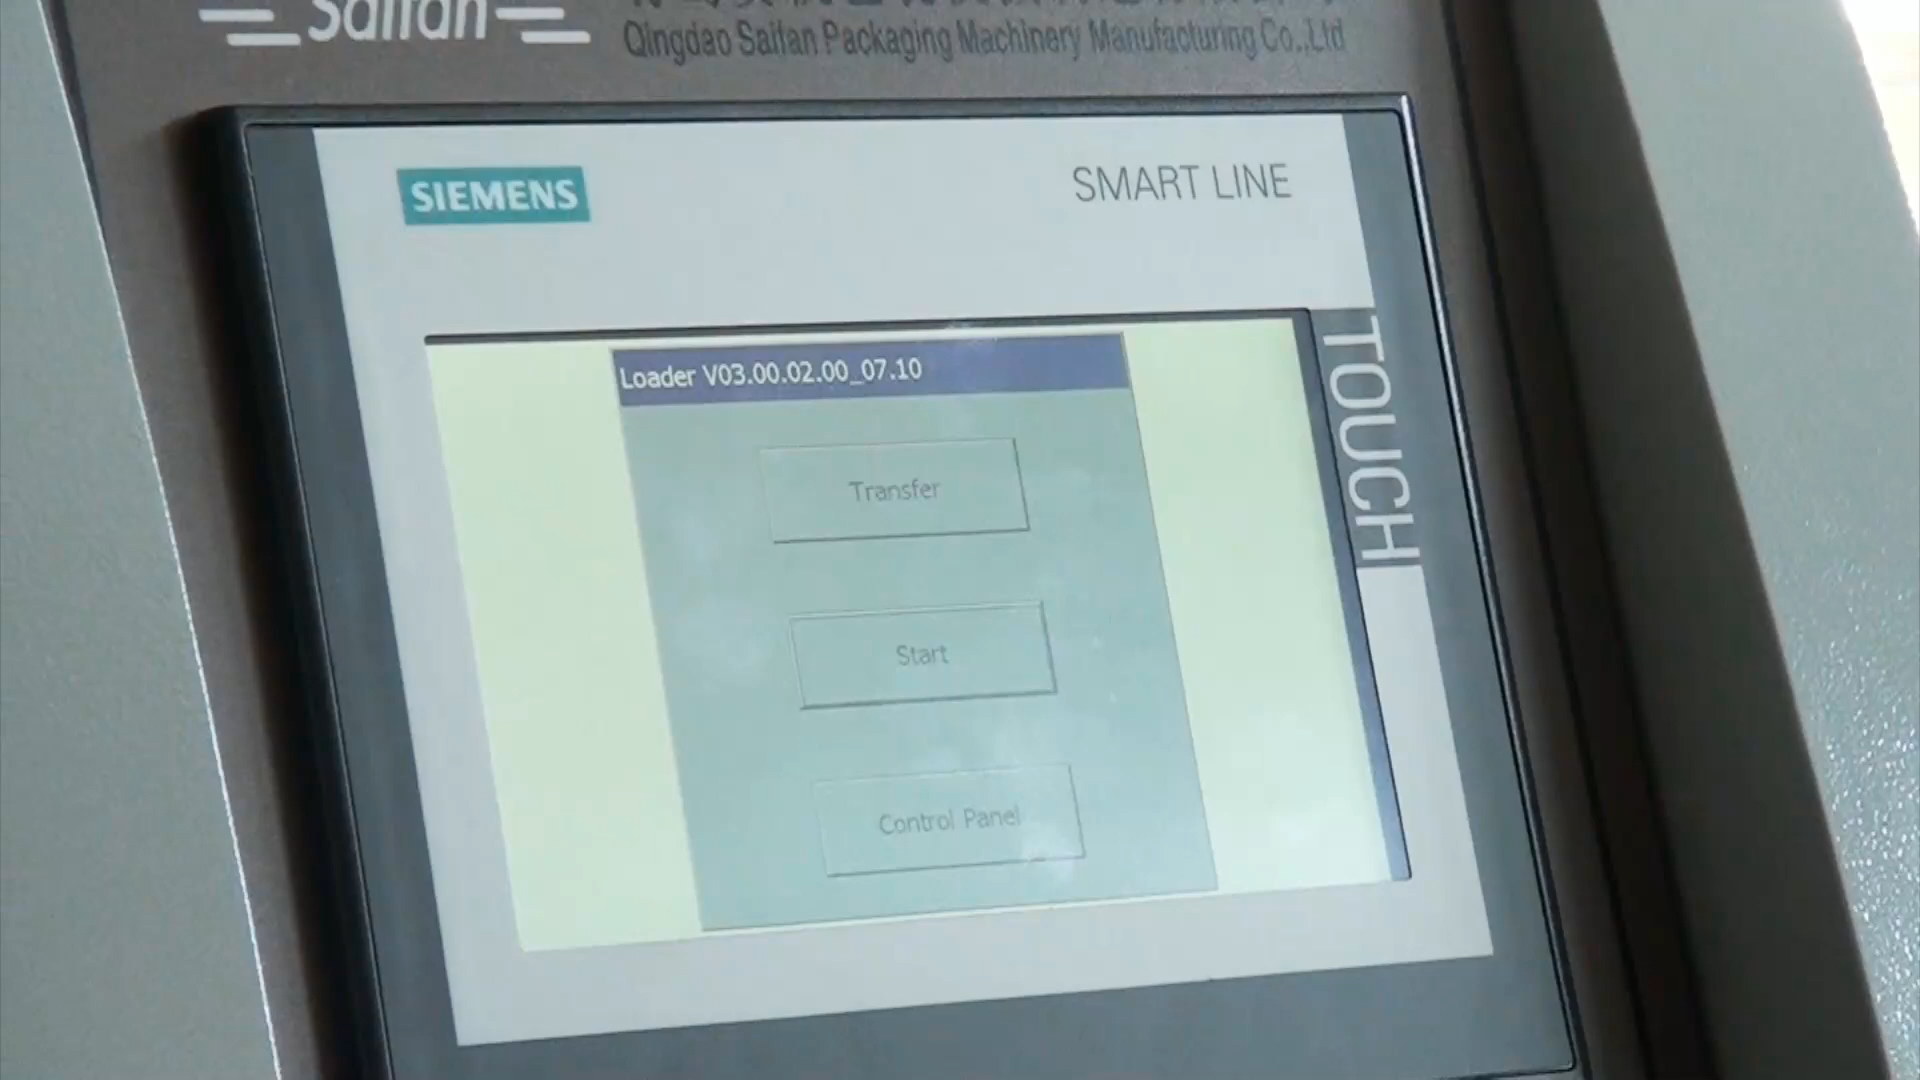 Saifan
Qingdao Saifan Packaging Machinery Manufacturing Co.,Ltd
SIEMENS
SMART LINE
TOUCH
Loader V03.00.02.00_07.10
Transfer
Start
Control Panel